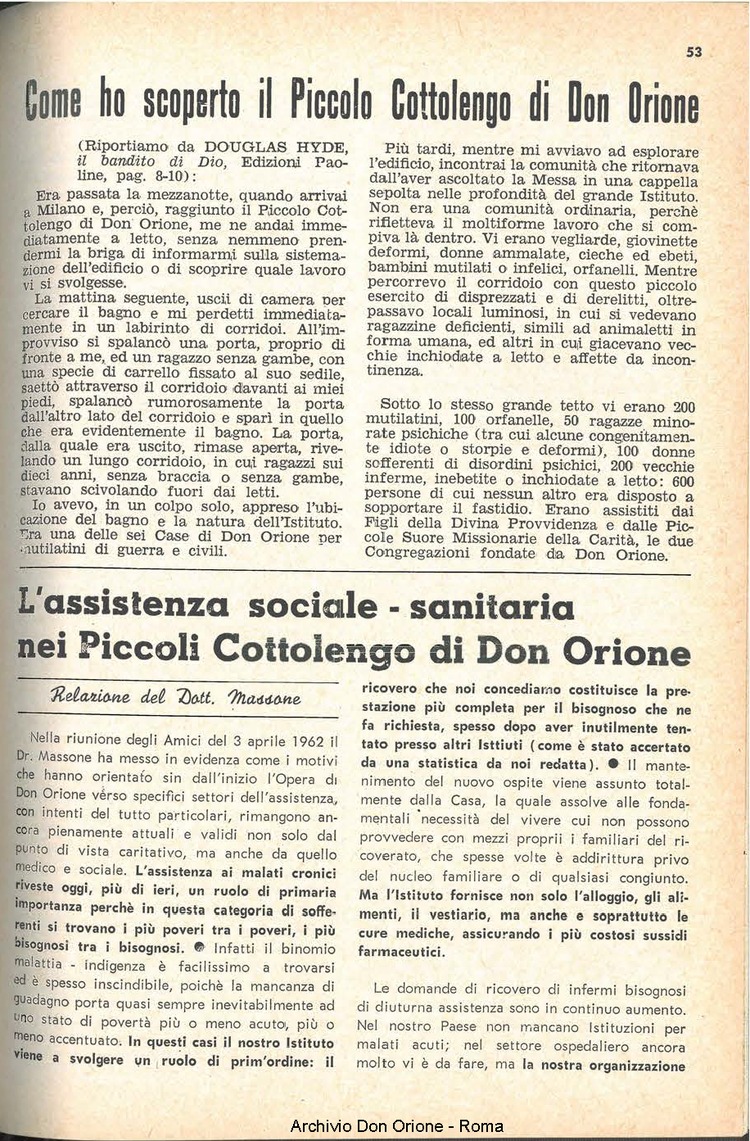 53
Come ho scoperto il Piccolo Cottolengo di Don Orione
(Riportiamo da DOUGLAS HYDE,
il bandito di Dio, Edizioni Pao-
line, pag. 8-10):
Era passata la mezzanotte, quando arrivai
a Milano e, perciò, raggiunto il Piccolo Cot-
tolengo di Don Orione, me ne andai imme-
diatamente a letto, senza nemmeno pren-
dermi la briga di informarmi sulla sistema-
zione dell'edificio o di scoprire quale lavoro
vi si svolgesse.
La mattina seguente, uscii di camera per
cercare il bagno e mi perdetti immediata-
mente in un labirinto di corridoi. All'im-
provviso si spalancò una porta, proprio di
fronte a me, ed un ragazzo senza gambe, con
una specie di carrello fissato al suo sedile,
saettò attraverso il corridoio davanti ai miei
piedi, spalancò rumorosamente la porta
dall'altro lato del corridoio e sparì in quello
che era evidentemente il bagno. La porta,
dalla quale era uscito, rimase aperta, rive-
lando un lungo corridoio, in cui ragazzi sui
dieci anni, senza braccia o senza gambe,
stavano scivolando fuori dai letti.
Io avevo, in un colpo solo, appreso l'ubi-
cazione del bagno e la natura dell'Istituto.
Era una delle sei Case di Don Orione per
mutilatini di guerra e civili.
Più tardi, mentre mi avviavo ad esplorare
l'edificio, incontrai la comunità che ritornava
dall'aver ascoltato la Messa in una cappella
sepolta nelle profondità del grande Istituto.
Non era una comunità ordinaria, perchè
rifletteva il moltiforme lavoro che si com-
piva là dentro. Vi erano vegliarde, giovinette
deformi, donne ammalate, cieche ed ebeti,
bambini mutilati o infelici, orfanelli. Mentre
percorrevo il corridoio con questo piccolo
esercito di disprezzati e di derelitti, oltre-
passavo locali luminosi, in cui si vedevano
ragazzine deficienti, simili ad animaletti in
forma umana, ed altri in cui giacevano vec-
chie inchiodate a letto e affette da incon-
tinenza.
Sotto lo stesso grande tetto vi erano 200
mutilatini, 100 orfanelle, 50 ragazze mino-
rate psichiche (tra cui alcune congenitamen-
te idiote o storpie e deformi), 100 donne
sofferenti di disordini psichici, 200 vecchie
inferme, inebetite o inchiodate a letto: 600
persone di cui nessun altro era disposto a
sopportare il fastidio. Erano assistiti dai
Figli della Divina Provvidenza e dalle Pic-
cole Suore Missionarie della Carità, le due
Congregazioni fondate da Don Orione.
L'assistenza sociale - sanitaria
nei Piccoli Cottolengo di Don Orione
Relazione del Dott. Massone
Nella riunione degli Amici del 3 aprile 1962 il
Dr. Massone ha messo in evidenza come i motivi
che hanno orientato sin dall'inizio l'Opera di
Don Orione vérso specifici settori dell'assistenza,
con intenti del tutto particolari, rimangono an-
cora pienamente attuali e validi non solo dal
punto di vista caritativo, ma anche da quello
medico e sociale. L'assistenza ai malati cronici
riveste oggi, più di ieri, un ruolo di primaria
importanza perchè in questa categoria di soffe-
renti si trovano i più poveri tra i poveri, i più
bisognosi tra i bisognosi. ● Infatti il binomio
malattia - indigenza è facilissimo a trovarsi
ed è spesso inscindibile, poichè la mancanza di
guadagno porta quasi sempre inevitabilmente ad
uno stato di povertà più o meno acuto, più o
meno accentuato. In questi casi il nostro Istituto
viene a svolgere un ruolo di prim'ordine: il
ricovero che noi concediamo costituisce la pre-
stazione più completa per il bisognoso che ne
fa richiesta, spesso dopo aver inutilmente ten-
tato presso altri Isttiuti (come è stato accertato
da una statistica da noi redatta). ● Il mante-
nimento del nuovo ospite viene assunto total-
mente dalla Casa, la quale assolve alle fonda-
mentali necessità del vivere cui non possono
provvedere con mezzi proprii i familiari del ri-
coverato, che spesse volte è addirittura privo
del nucleo familiare o di qualsiasi congiunto.
Ma l'Istituto fornisce non solo l'alloggio, gli ali-
menti, il vestiario, ma anche e soprattutto le
cure mediche, assicurando i più costosi sussidi
farmaceutici.
Le domande di ricovero di infermi bisognosi
di diuturna assistenza sono in continuo aumento.
Nel nostro Paese non mancano Istituzioni per
malati acuti; nel settore ospedaliero ancora
molto vi è da fare, ma la nostra organizzazione
Archivio Don Orione - Roma